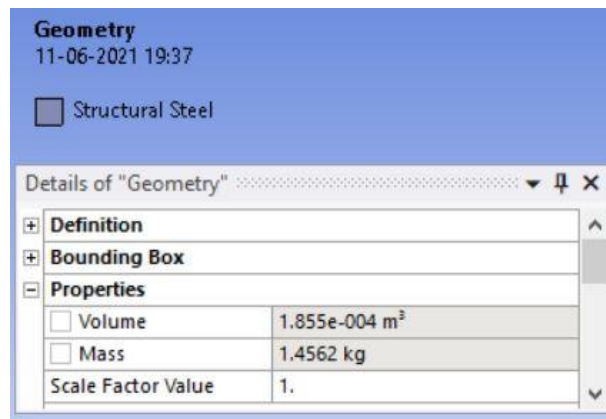 Geometry
11-06-2021 19:37
Structural Steel
Details of "Geometry"
Definition
Bounding Box
Properties
Volume 1.855e-004 m³
Mass 1.4562 kg
Scale Factor Value 1.